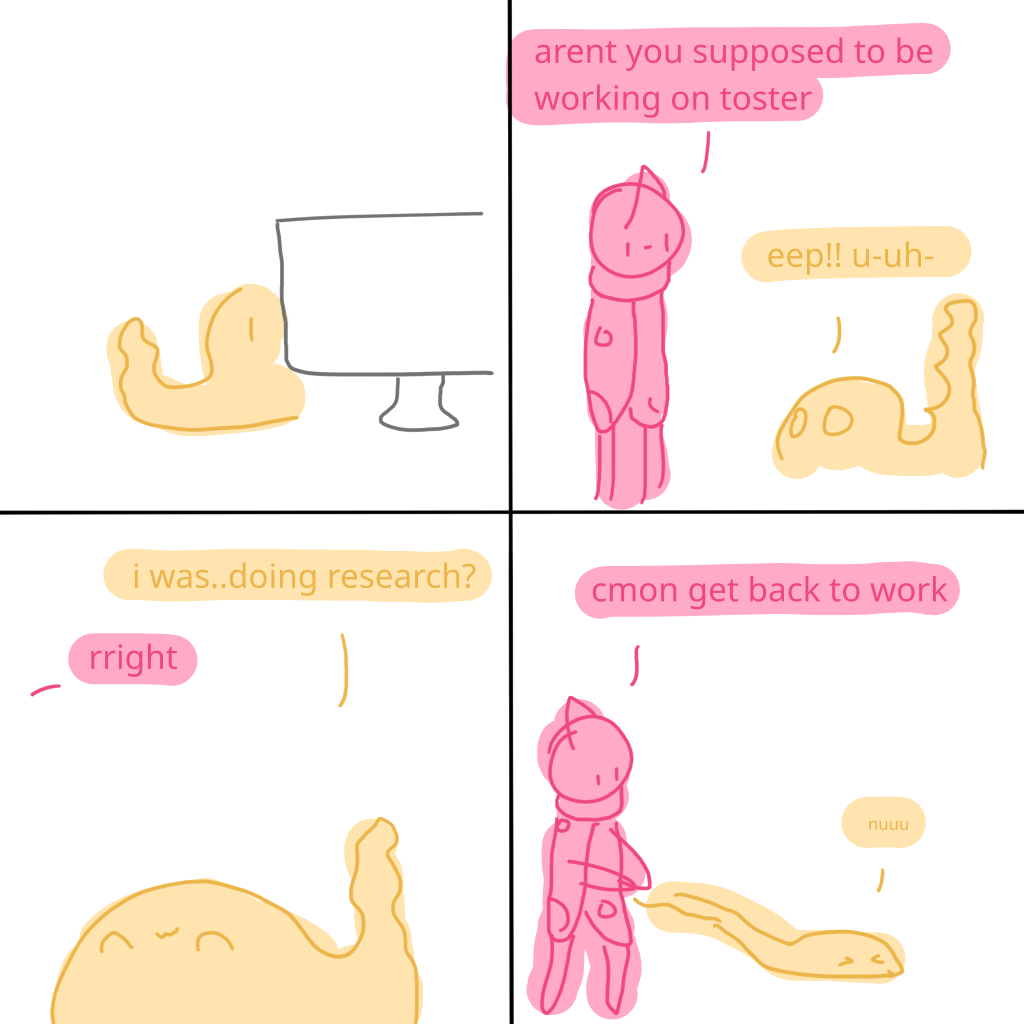 arent you supposed to be
working on toster
eep!! u-uh-
i was..doing research?
rright
cmon get back to work
nuuu